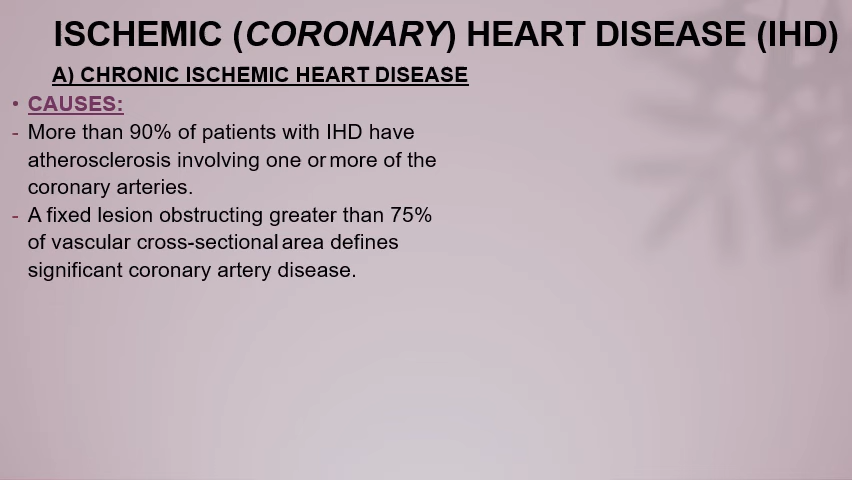 ISCHEMIC (CORONARY) HEART DISEASE (IHD)
A) CHRONIC ISCHEMIC HEART DISEASE
• CAUSES:
- More than 90% of patients with IHD have
atherosclerosis involving one or more of the
coronary arteries.
- A fixed lesion obstructing greater than 75%
of vascular cross-sectional area defines
significant coronary artery disease.